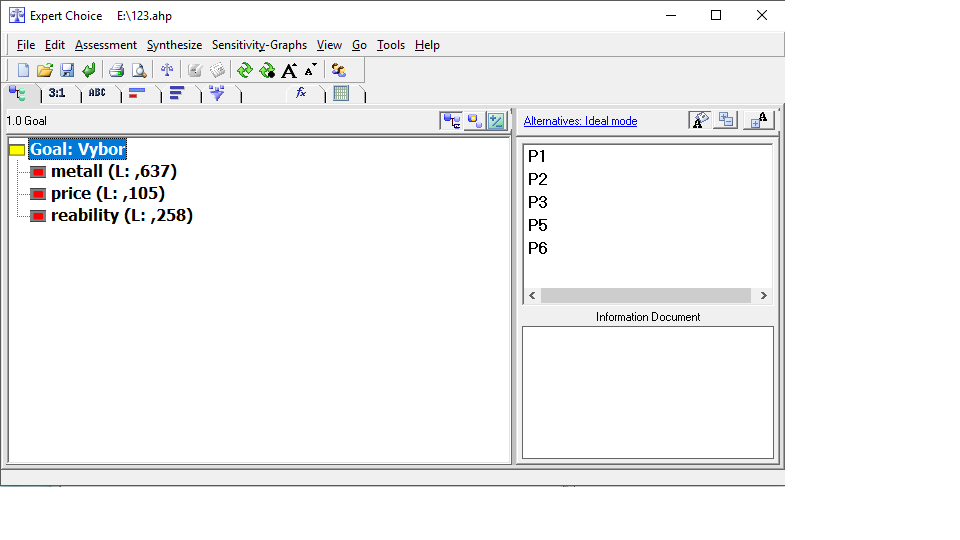 Expert Choice E:\123.ahp
File Edit Assessment Synthesize Sensitivity-Graphs View Go Tools Help
A A
3:1 ABC fx
1.0 Goal
Goal: Vybor
metall (L: ,637)
price (L: ,105)
reability (L: ,258)
Alternatives: Ideal mode
A A
P1
P2
P3
P5
P6
Information Document